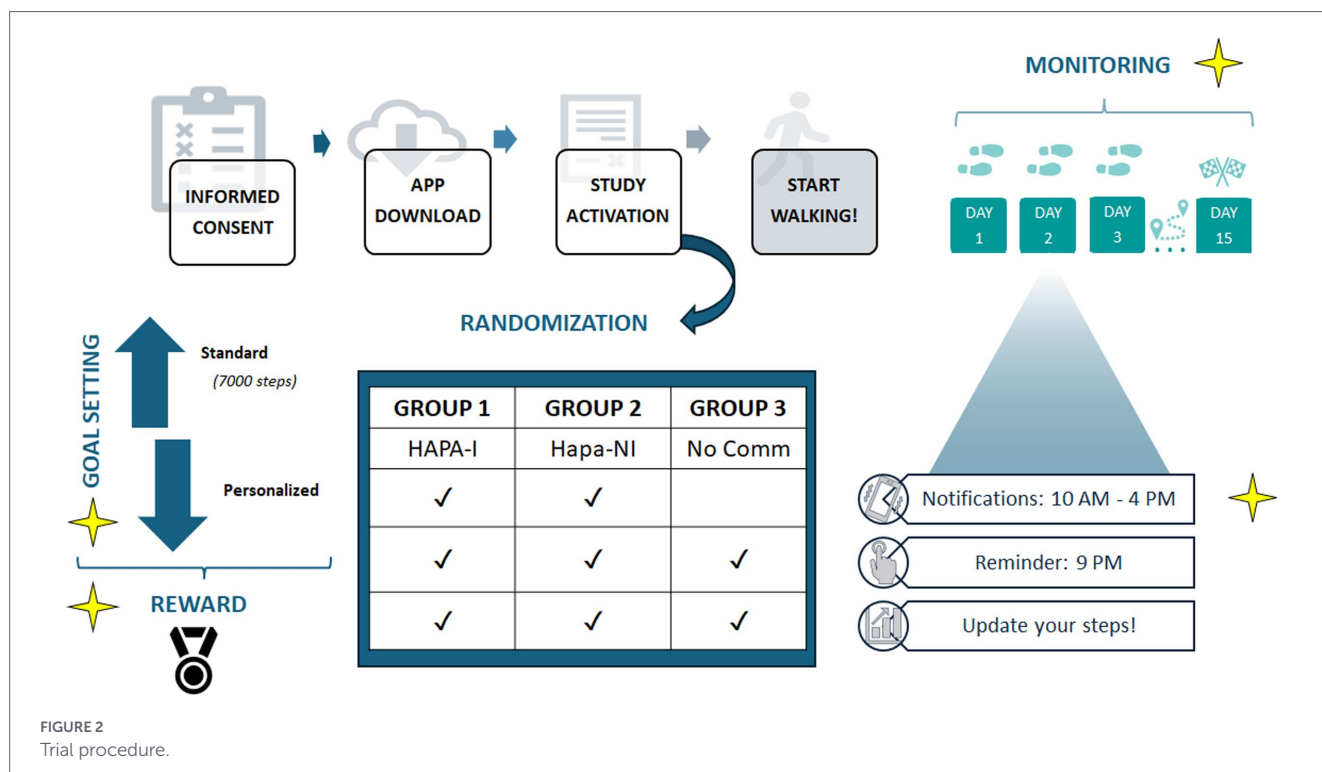 MONITORING
INFORMED
CONSENT
APP
DOWNLOAD
STUDY
ACTIVATION
START
WALKING!
DAY
1
DAY
2
DAY
3
DAY
15
RANDOMIZATION
GOAL SETTING
Standard
(7000 steps)
Personalized
REWARD
GROUP 1 GROUP 2 GROUP 3
HAPA-I Hapa-NI No Comm
✓ ✓
✓ ✓ ✓
✓ ✓ ✓
Notifications: 10 AM - 4 PM
Reminder: 9 PM
Update your steps!
FIGURE 2
Trial procedure.